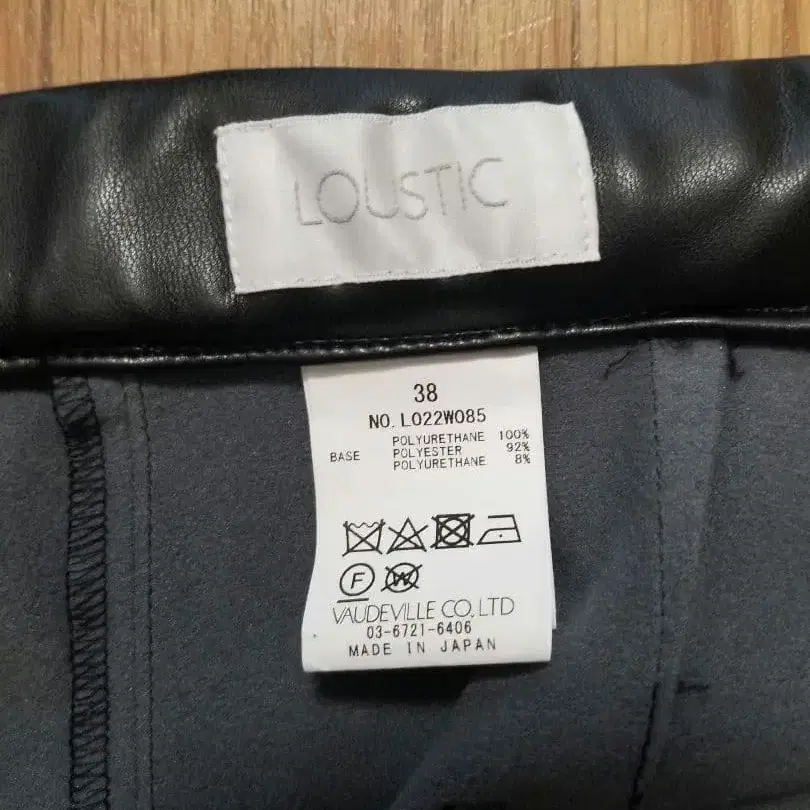 LOUSTIC
38
NO. L022W085
POLYURETHANE 100%
BASE POLYESTER 92%
POLYURETHANE 8%
F W
VAUDEVILLE CO. LTD
03-6721-6406
MADE IN JAPAN